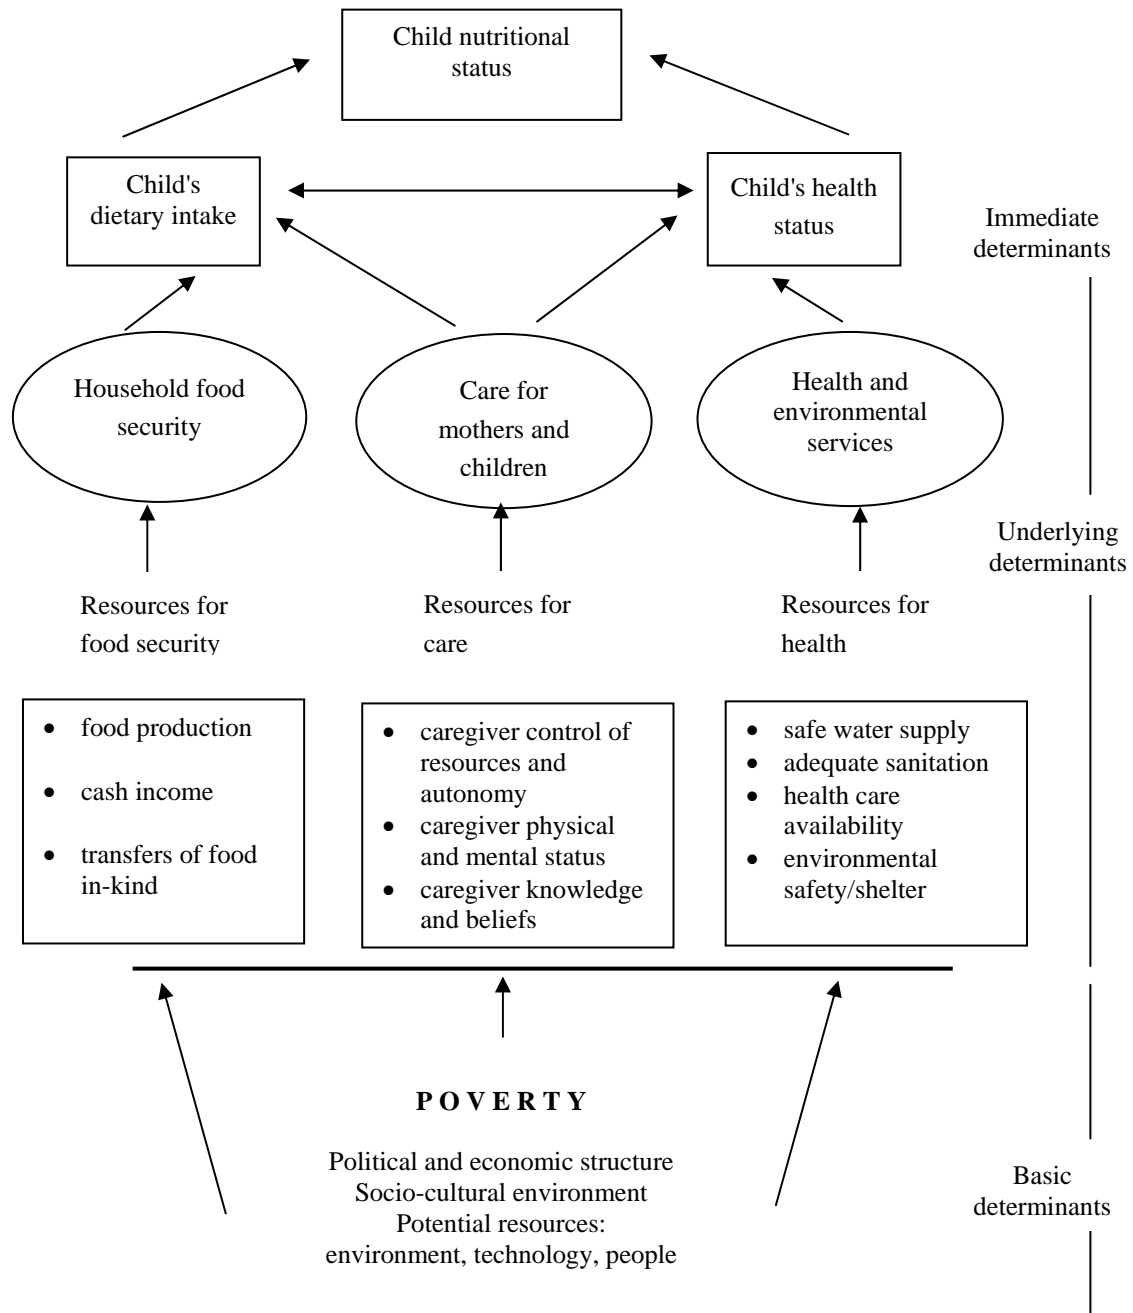 Child nutritional
status
Child's
dietary intake
Child's health
status
Immediate
determinants
Household food
security
Care for
mothers and
children
Health and
environmental
services
Underlying
determinants
Resources for
food security
Resources for
care
Resources for
health
• food production
• cash income
• transfers of food
in-kind
• caregiver control of
resources and
autonomy
• caregiver physical
and mental status
• caregiver knowledge
and beliefs
• safe water supply
• adequate sanitation
• health care
availability
• environmental
safety/shelter
P O V E R T Y
Political and economic structure
Socio-cultural environment
Potential resources:
environment, technology, people
Basic
determinants